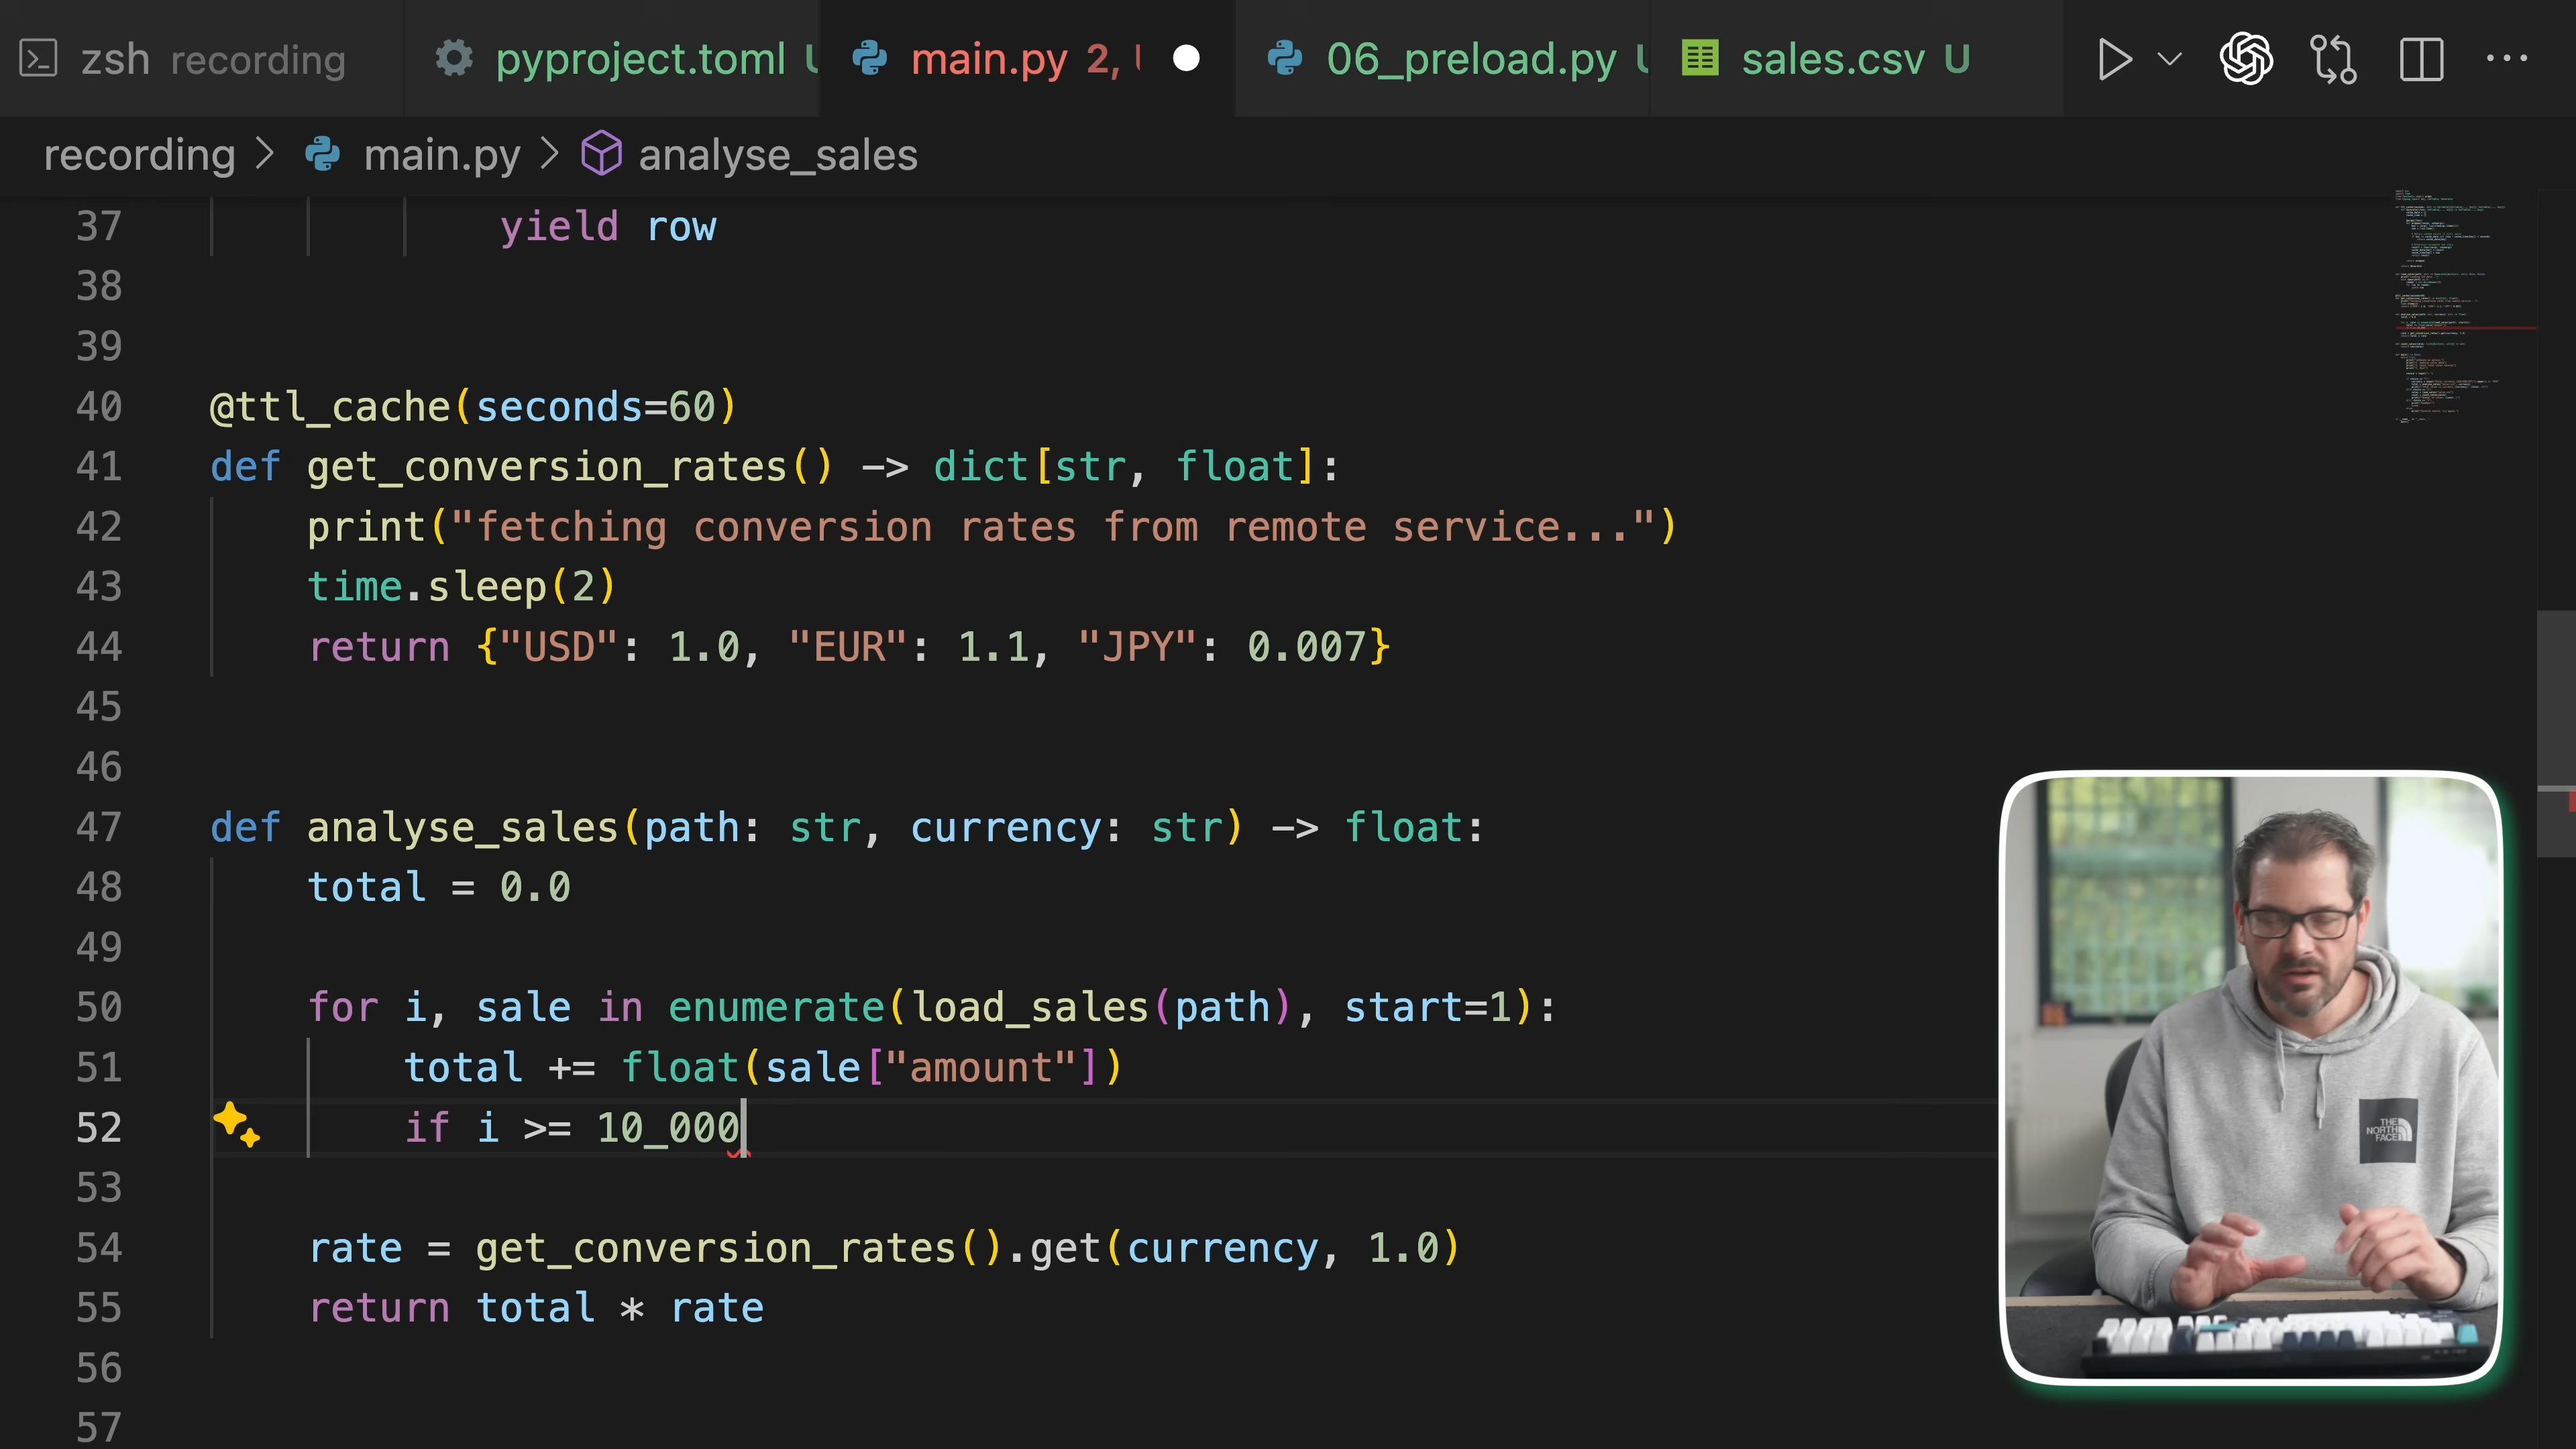 zsh recording
pyproject.toml U
main.py 2, U
06_preload.py U
sales.csv U
recording > main.py > analyse_sales
37 yield row
38
39
40 @ttl_cache(seconds=60)
41 def get_conversion_rates() -> dict[str, float]:
42 print("fetching conversion rates from remote service...")
43 time.sleep(2)
44 return {"USD": 1.0, "EUR": 1.1, "JPY": 0.007}
45
46
47 def analyse_sales(path: str, currency: str) -> float:
48 total = 0.0
49
50 for i, sale in enumerate(load_sales(path), start=1):
51 total += float(sale["amount"])
52 if i >= 10_000
53
54 rate = get_conversion_rates().get(currency, 1.0)
55 return total * rate
56
57
THE
NORTH
FACE